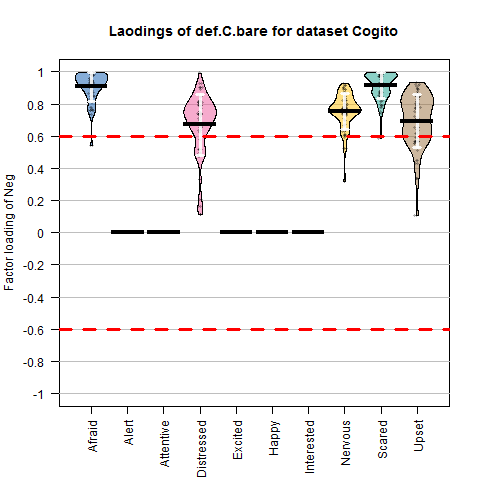 Laodings of def.C.bare for dataset Cogito
Factor loading of Neg
1
0.8
0.6
0.4
0.2
0
-0.2
-0.4
-0.6
-0.8
-1
Afraid
Alert
Attentive
Distressed
Excited
Happy
Interested
Nervous
Scared
Upset